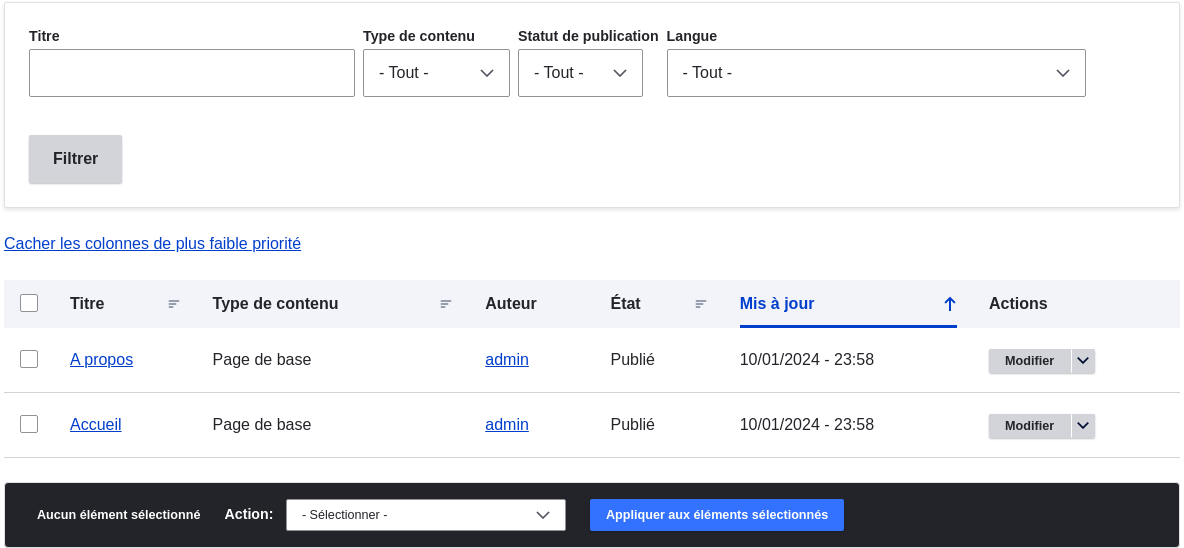 Titre Type de contenu Statut de publication Langue
- Tout - - Tout - - Tout -
Filtrer
Cacher les colonnes de plus faible priorité
Titre Type de contenu Auteur État Mis à jour Actions
A propos Page de base admin Publié 10/01/2024 - 23:58 Modifier
Accueil Page de base admin Publié 10/01/2024 - 23:58 Modifier
Aucun élément sélectionné Action: - Sélectionner - Appliquer aux éléments sélectionnés